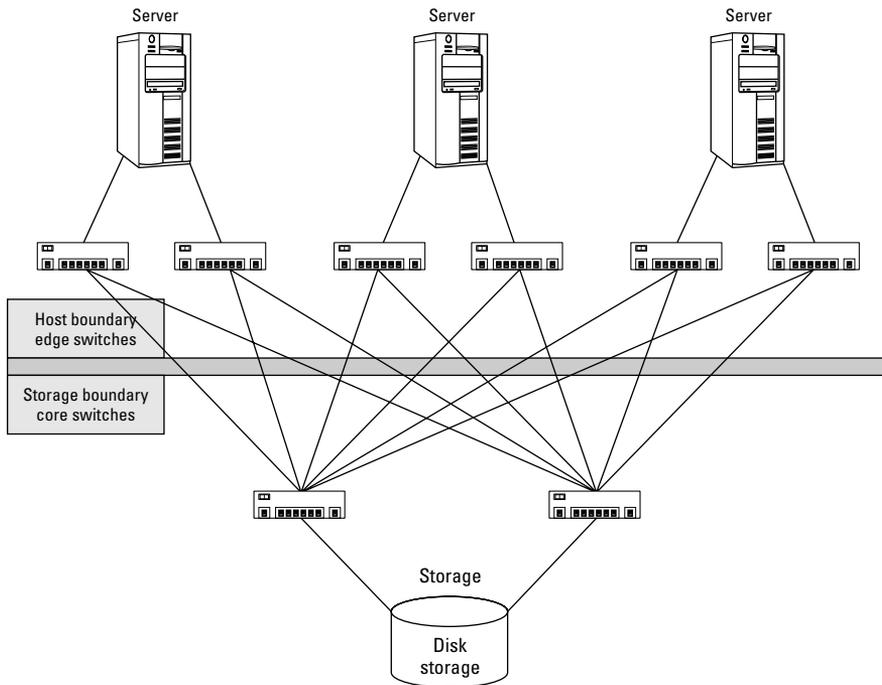 Server
Server
Server
Host boundary
edge switches
Storage boundary
core switches
Storage
Disk
storage